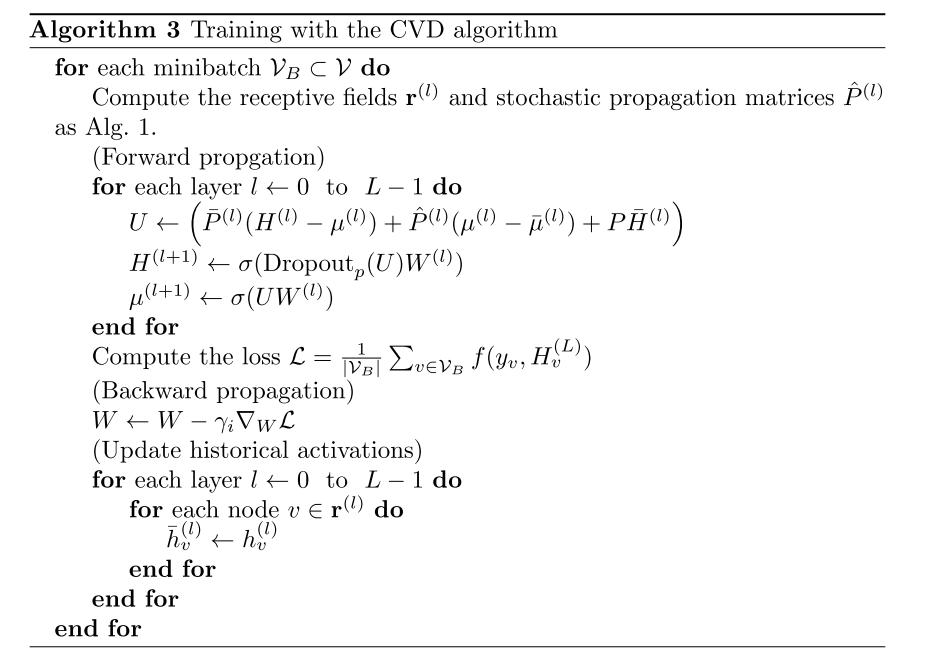 Algorithm 3 Training with the CVD algorithm
for each minibatch $\mathcal{V}_B \subset \mathcal{V}$ do
Compute the receptive fields $\mathbf{r}^{(l)}$ and stochastic propagation matrices $\hat{P}^{(l)}$
as Alg. 1.
(Forward propgation)
for each layer $l \leftarrow 0$ to $L - 1$ do
$U \leftarrow \left( \bar{P}^{(l)}(H^{(l)} - \mu^{(l)}) + \hat{P}^{(l)}(\mu^{(l)} - \bar{\mu}^{(l)}) + P\bar{H}^{(l)} \right)$
$H^{(l+1)} \leftarrow \sigma(\text{Dropout}_p(U)W^{(l)})$
$\mu^{(l+1)} \leftarrow \sigma(UW^{(l)})$
end for
Compute the loss $\mathcal{L} = \frac{1}{|\mathcal{V}_B|} \sum_{v \in \mathcal{V}_B} f(y_v, H_v^{(L)})$
(Backward propagation)
$W \leftarrow W - \gamma_i \nabla_W \mathcal{L}$
(Update historical activations)
for each layer $l \leftarrow 0$ to $L - 1$ do
for each node $v \in \mathbf{r}^{(l)}$ do
$\bar{h}_v^{(l)} \leftarrow h_v^{(l)}$
end for
end for
end for